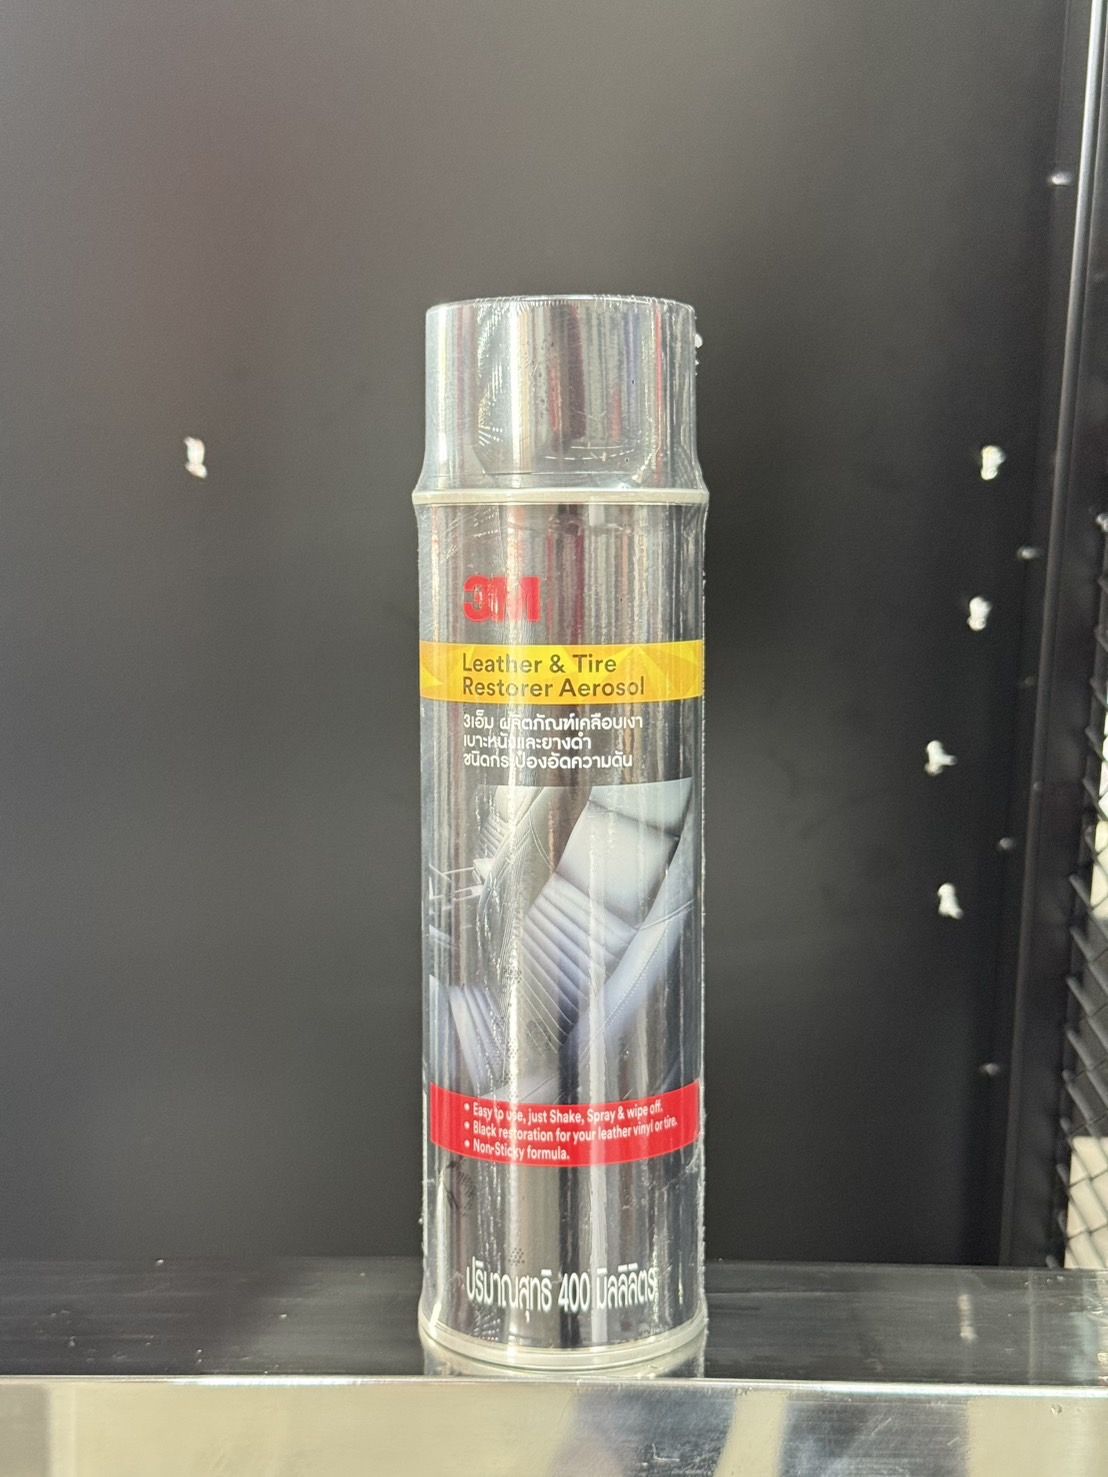 3M
Leather & Tire
Restorer Aerosol
3เอ็ม ผลิตภัณฑ์เคลือบเงา
เบาะหนังและยางดำ
ชนิดกระป๋องอัดความดัน
• Easy to use, just Shake, Spray & wipe off.
• Black restoration for your leather vinyl or tire.
• Non-Sticky formula.
ปริมาณสุทธิ 400 มิลลิลิตร